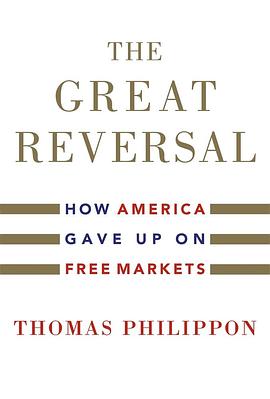 THE
GREAT
REVERSAL
HOW AMERICA
GAVE UP ON
FREE MARKETS
THOMAS PHILIPPON